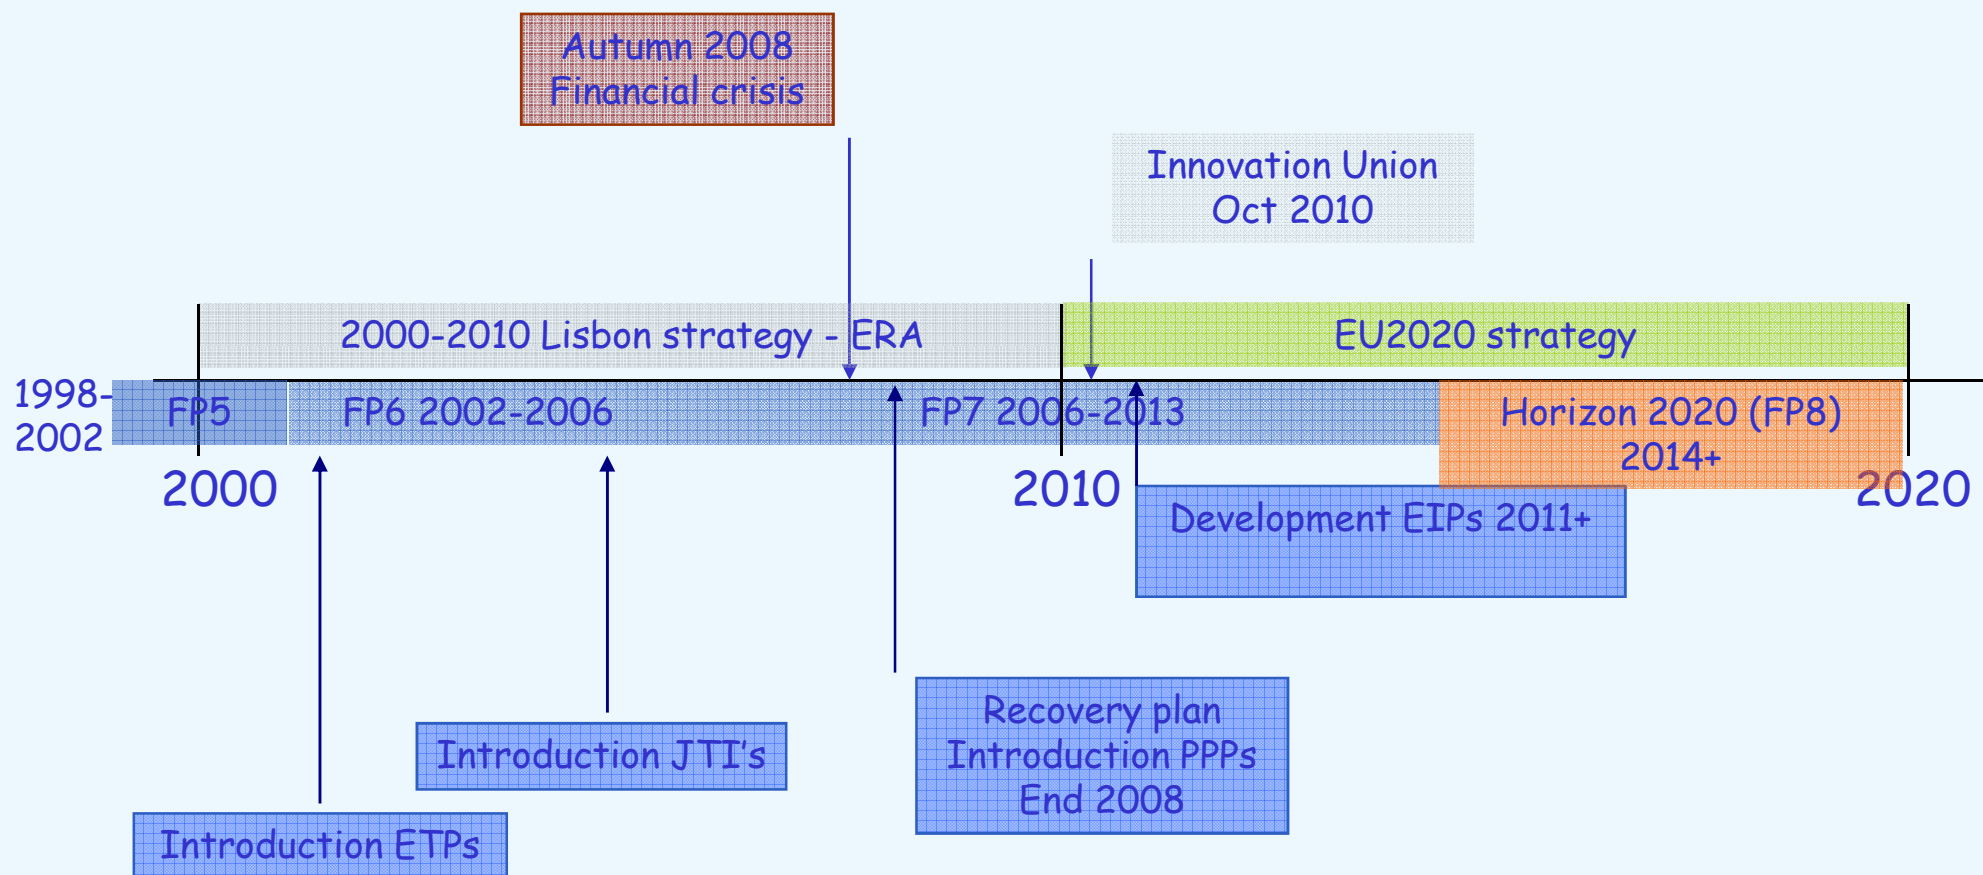 Autumn 2008
Financial crisis
Innovation Union
Oct 2010
2000-2010 Lisbon strategy - ERA
EU2020 strategy
1998-
2002
FP5
FP6 2002-2006
FP7 2006-2013
Horizon 2020 (FP8)
2014+
2000
2010
2020
Development EIPs 2011+
Recovery plan
Introduction PPPs
End 2008
Introduction JTI's
Introduction ETPs